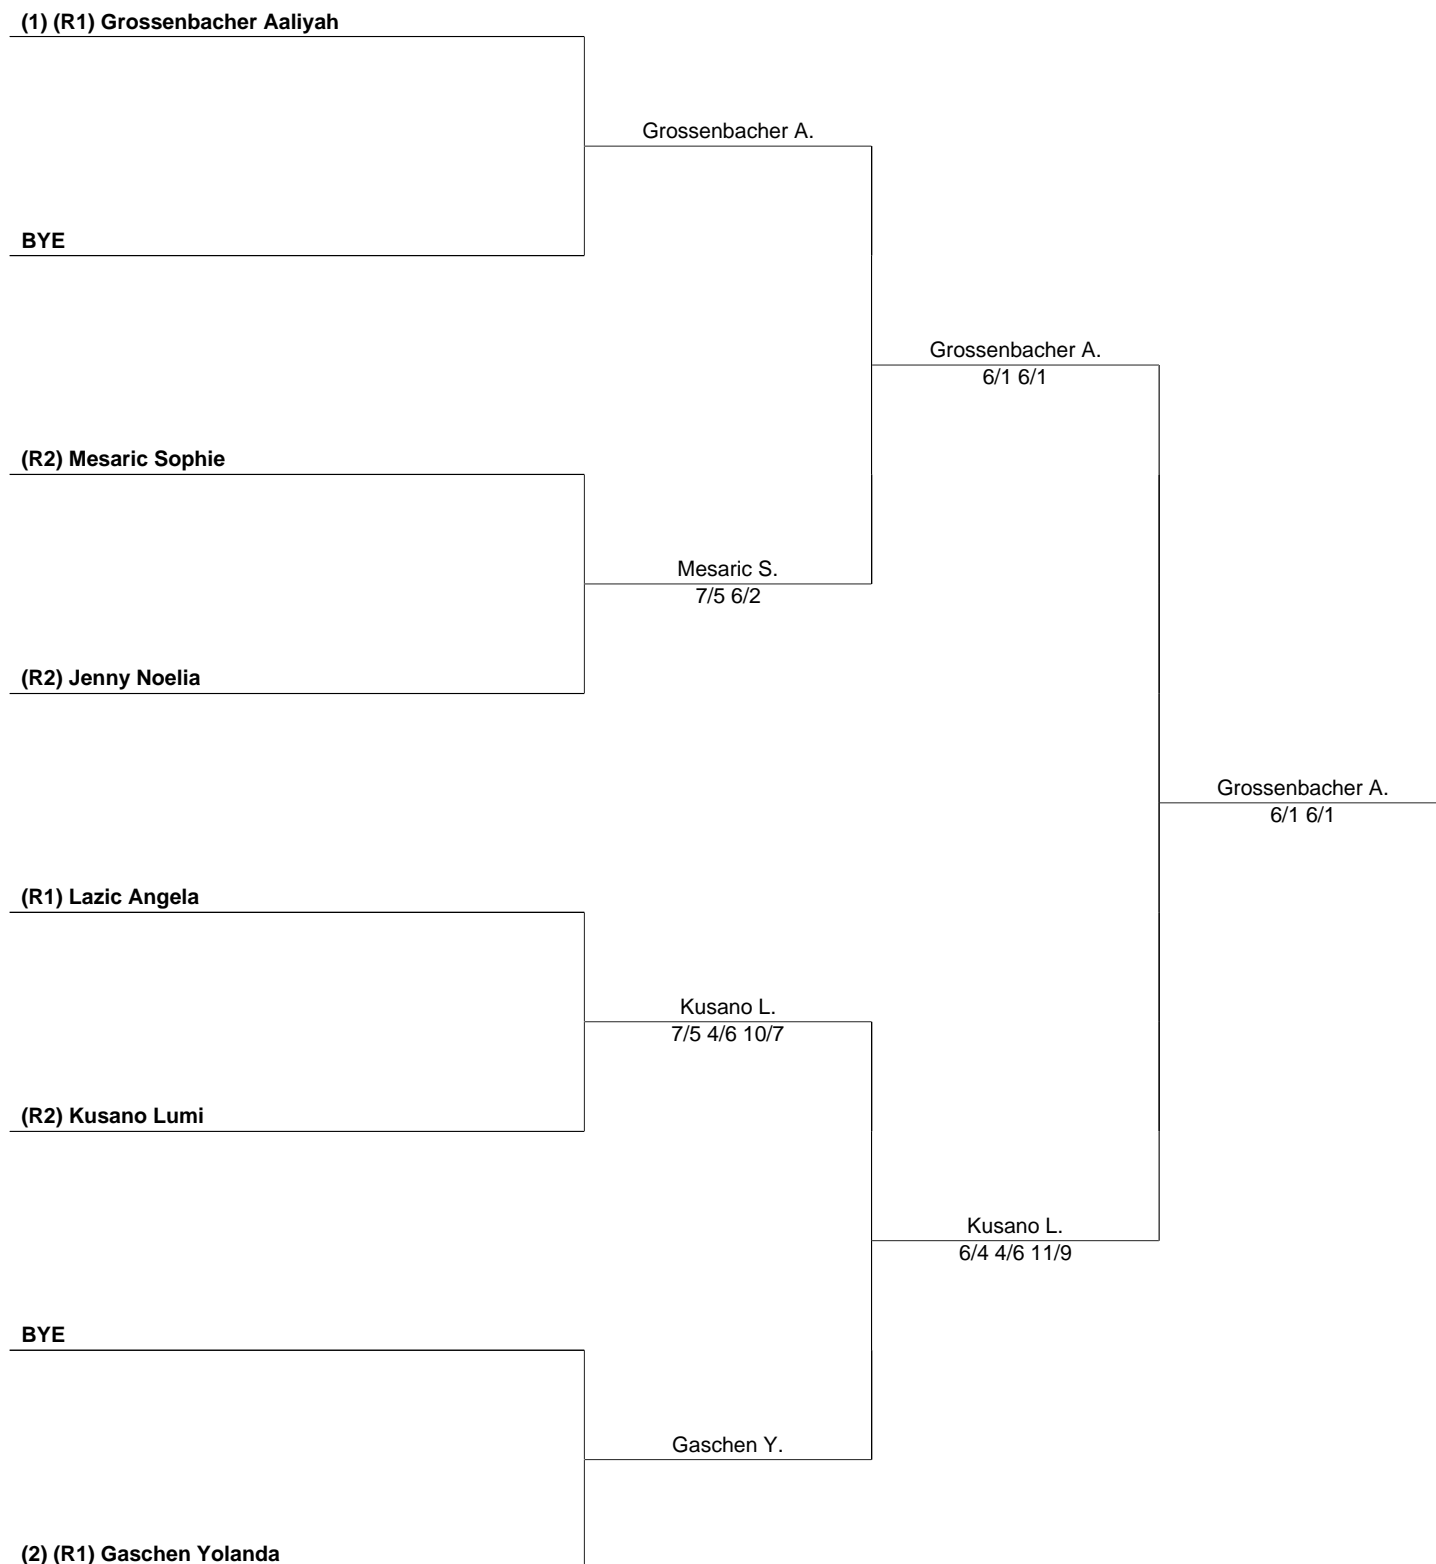 (1) (R1) Grossenbacher Aaliyah
Grossenbacher A.
BYE
Grossenbacher A.
6/1 6/1
(R2) Mesaric Sophie
Mesaric S.
7/5 6/2
(R2) Jenny Noelia
Grossenbacher A.
6/1 6/1
(R1) Lazic Angela
Kusano L.
7/5 4/6 10/7
(R2) Kusano Lumi
Kusano L.
6/4 4/6 11/9
BYE
Gaschen Y.
(2) (R1) Gaschen Yolanda